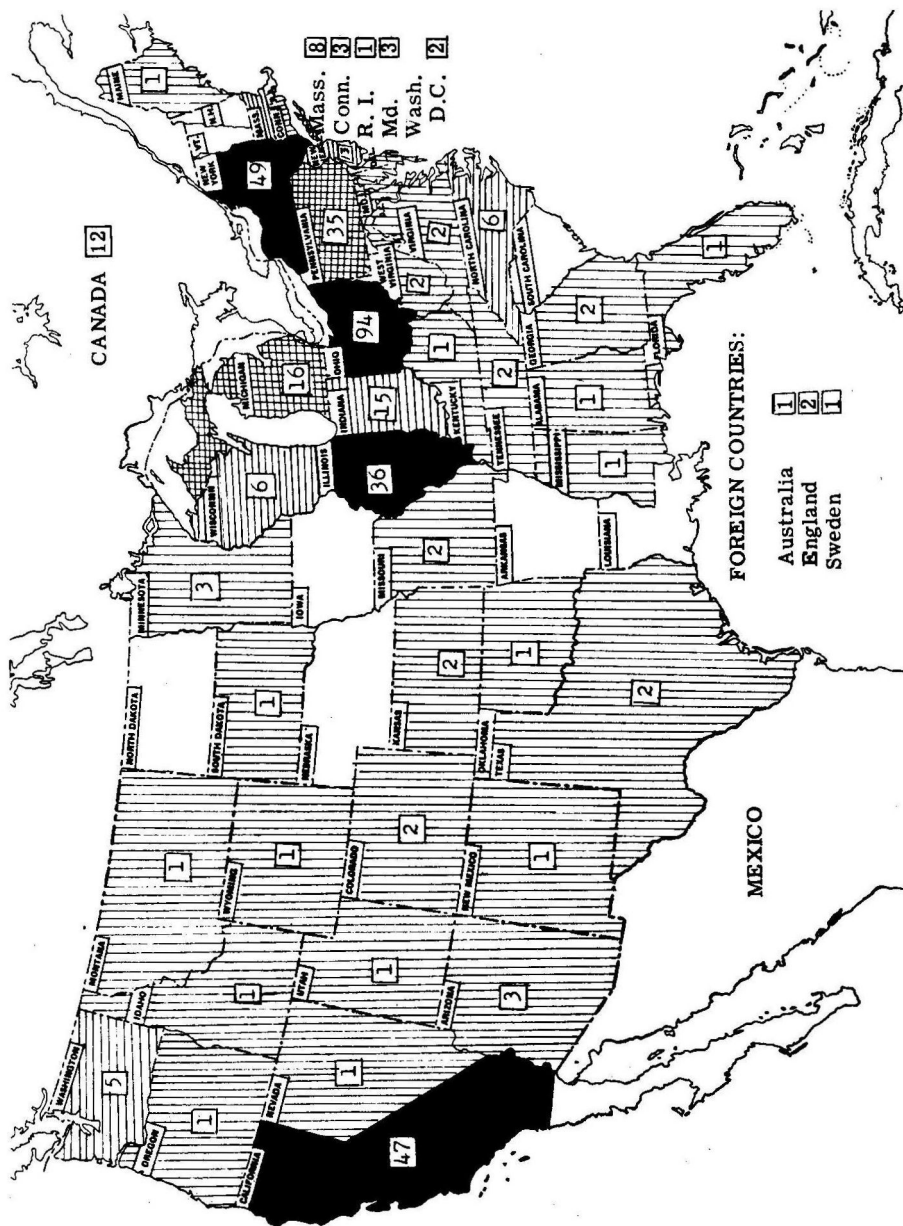 CANADA 12
WASHINGTON
5
OREGON
1
CALIFORNIA
47
IDAHO
1
NEVADA
1
MONTANA
1
WYOMING
1
UTAH
1
ARIZONA
3
COLORADO
2
NEW MEXICO
1
NORTH DAKOTA
SOUTH DAKOTA
1
NEBRASKA
KANSAS
2
OKLAHOMA
1
TEXAS
2
MINNESOTA
3
IOWA
MISSOURI
2
ARKANSAS
LOUISIANA
WISCONSIN
6
ILLINOIS
36
MICHIGAN
16
INDIANA
15
OHIO
94
KENTUCKY
1
TENNESSEE
2
MISSISSIPPI
1
ALABAMA
1
GEORGIA
2
FLORIDA
1
SOUTH CAROLINA
NORTH CAROLINA
6
VIRGINIA
2
WEST
VIRGINIA
2
MD.
PENNSYLVANIA
35
NEW
YORK
49
VT.
N.H.
MAINE
1
MASS.
CONN.
NEW
Mass. 8
Conn. 3
R. I. 1
Md. 3
Wash.
D.C. 2
MEXICO
FOREIGN COUNTRIES:
Australia 1
England 2
Sweden 1